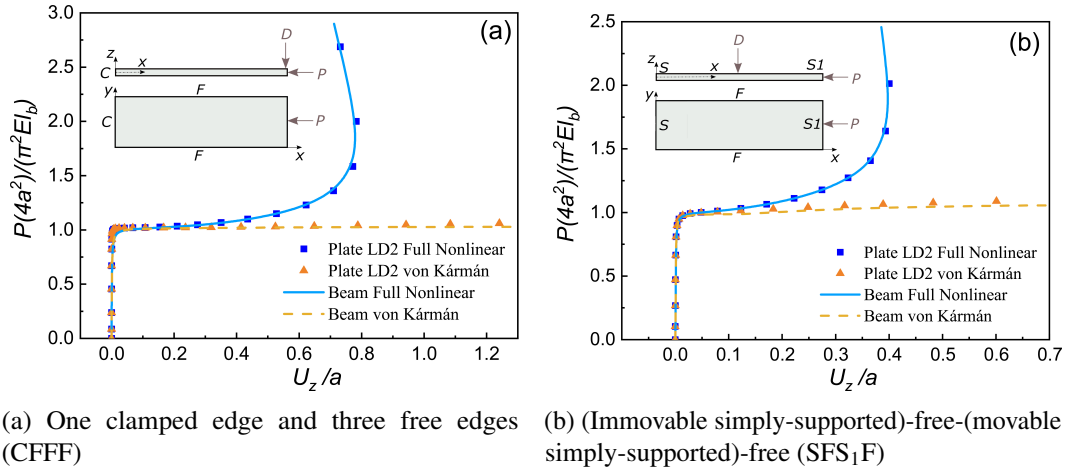 (a)
P(4a²)/(π²EI_b)
3.0
2.5
2.0
1.5
1.0
0.5
0.0
z
C
x
D
P
y
F
C
P
F
x
Plate LD2 Full Nonlinear
Plate LD2 von Kármán
Beam Full Nonlinear
Beam von Kármán
0.0 0.2 0.4 0.6 0.8 1.0 1.2
U_z /a
(b)
P(4a²)/(π²EI_b)
2.5
2.0
1.5
1.0
0.5
0.0
D
z S x S1
P
y
F
S S1 P
F x
Plate LD2 Full Nonlinear
Plate LD2 von Kármán
Beam Full Nonlinear
Beam von Kármán
0.0 0.1 0.2 0.3 0.4 0.5 0.6 0.7
U_z /a
(a) One clamped edge and three free edges
(CFFF)
(b) (Immovable simply-supported)-free-(movable
simply-supported)-free (SFS₁F)